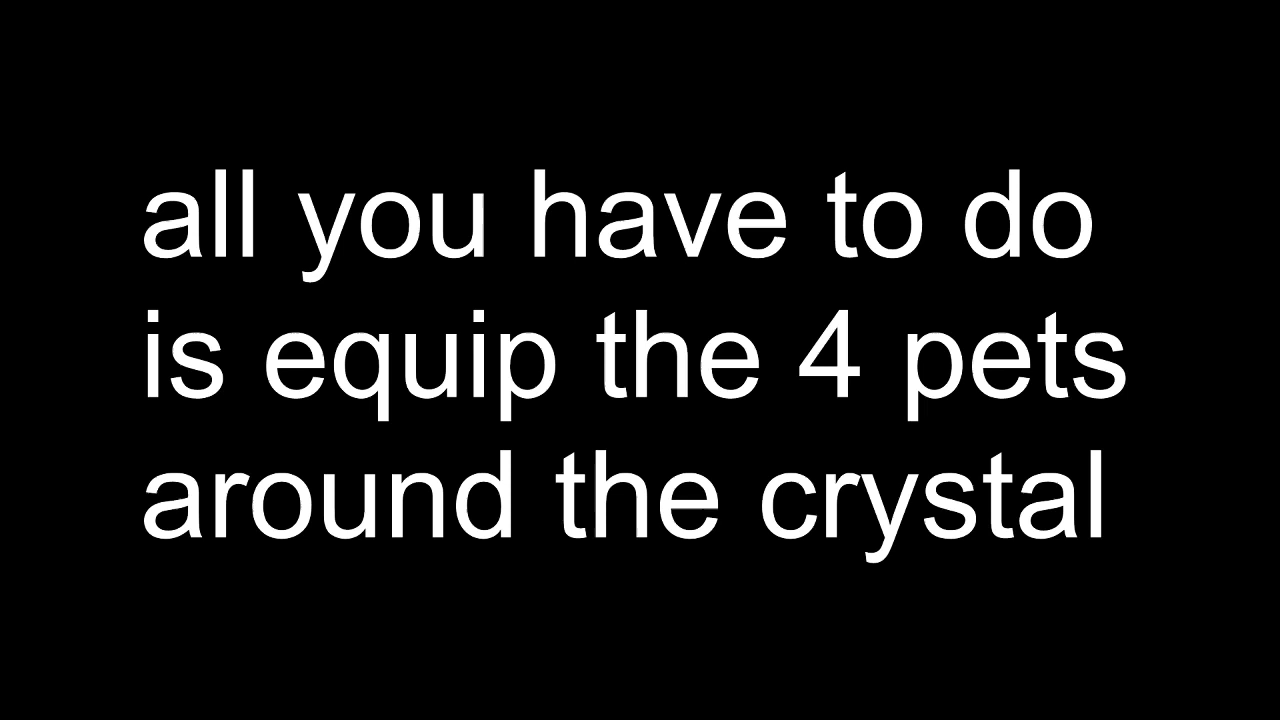 all you have to do
is equip the 4 pets
around the crystal